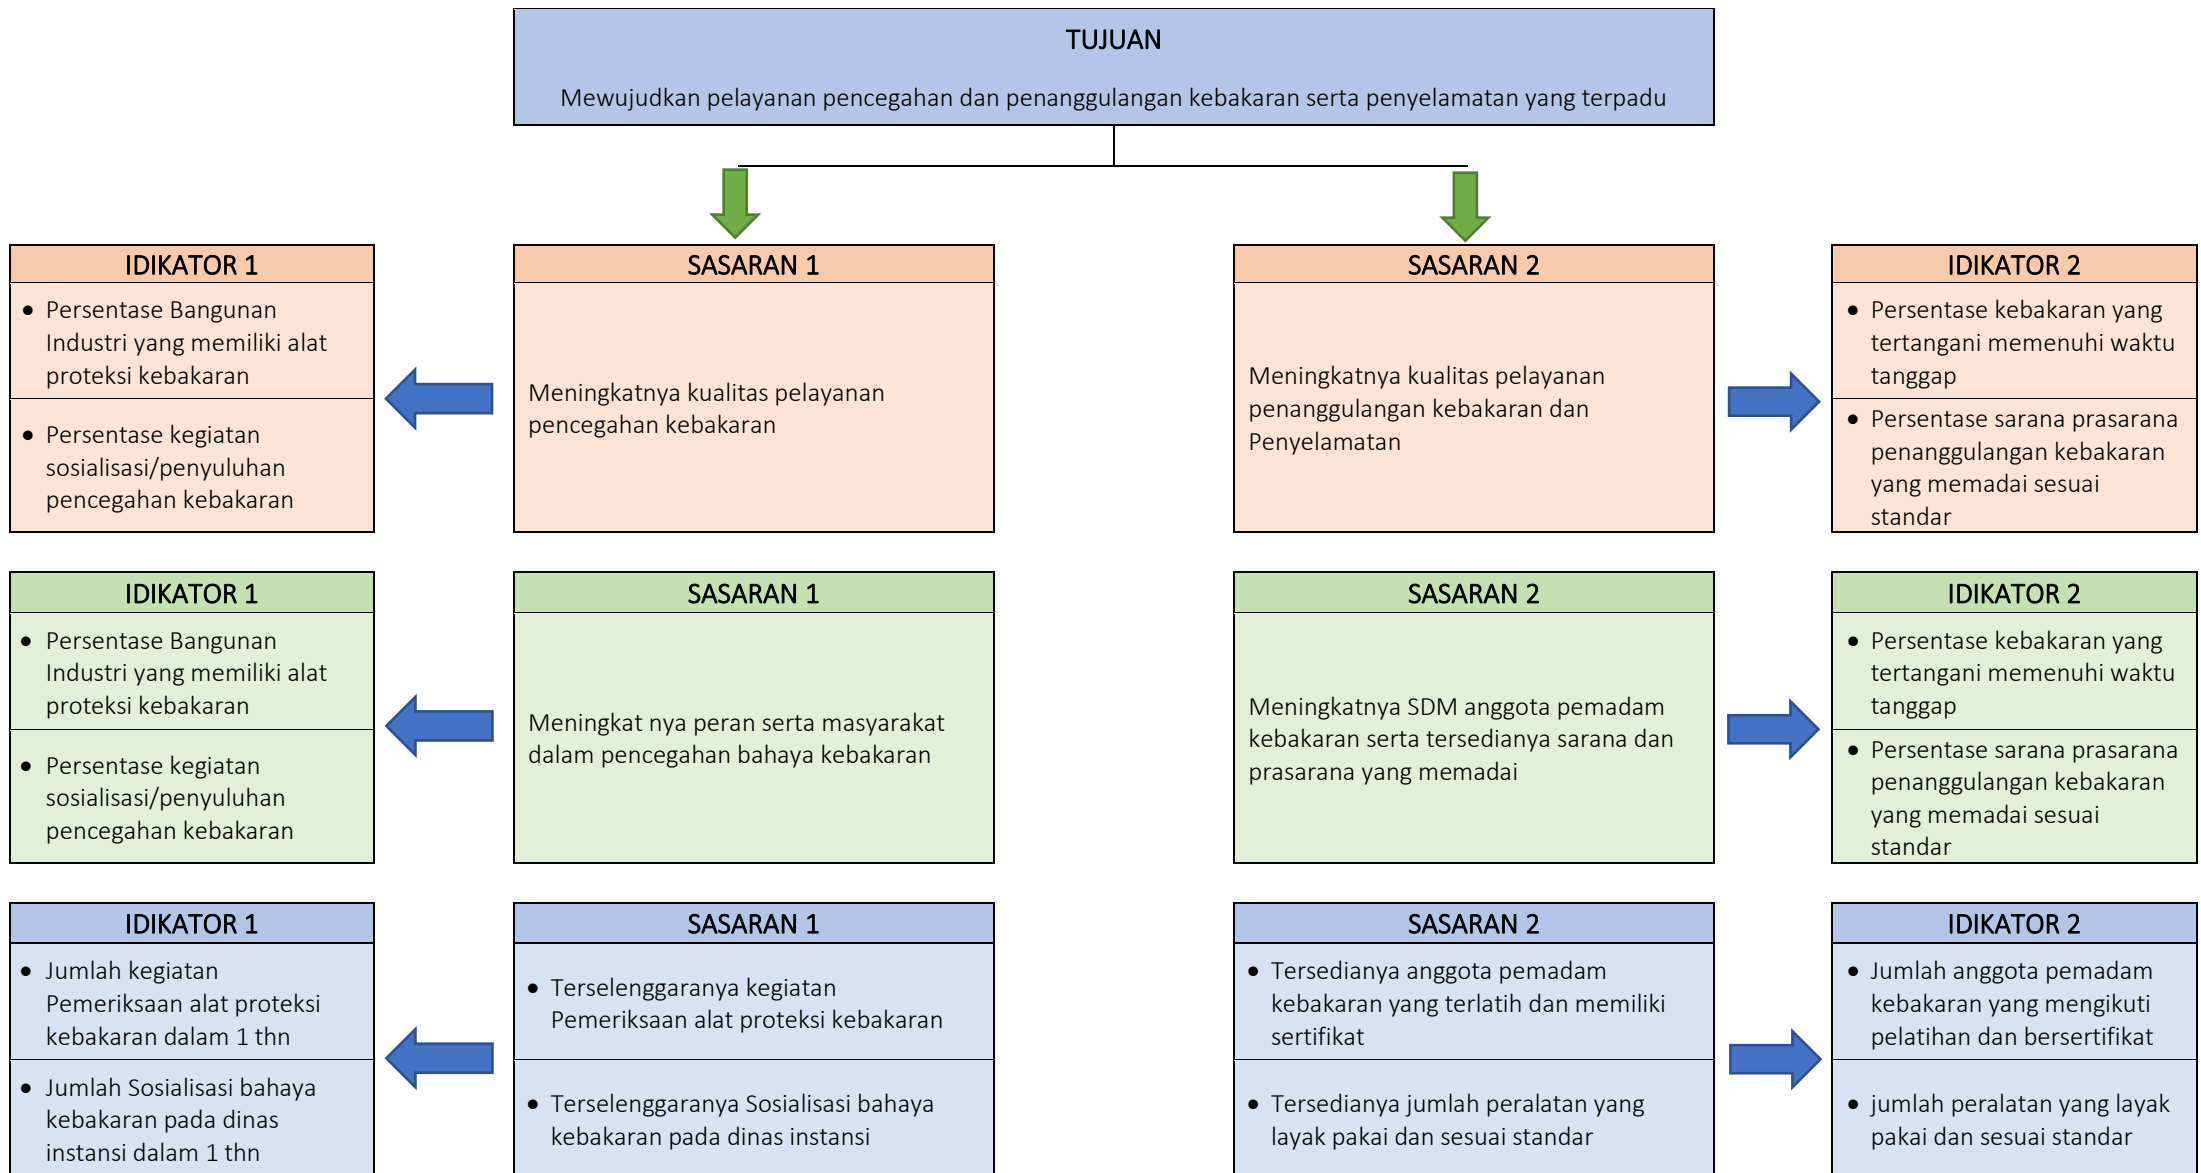 TUJUAN
Mewujudkan pelayanan pencegahan dan penanggulangan kebakaran serta penyelamatan yang terpadu
IDIKATOR 1
• Persentase Bangunan
Industri yang memiliki alat
proteksi kebakaran
• Persentase kegiatan
sosialisasi/penyuluhan
pencegahan kebakaran
SASARAN 1
Meningkatnya kualitas pelayanan
pencegahan kebakaran
SASARAN 2
Meningkatnya kualitas pelayanan
penanggulangan kebakaran dan
Penyelamatan
IDIKATOR 2
• Persentase kebakaran yang
tertangani memenuhi waktu
tanggap
• Persentase sarana prasarana
penanggulangan kebakaran
yang memadai sesuai
standar
IDIKATOR 1
• Persentase Bangunan
Industri yang memiliki alat
proteksi kebakaran
• Persentase kegiatan
sosialisasi/penyuluhan
pencegahan kebakaran
SASARAN 1
Meningkat nya peran serta masyarakat
dalam pencegahan bahaya kebakaran
SASARAN 2
Meningkatnya SDM anggota pemadam
kebakaran serta tersedianya sarana dan
prasarana yang memadai
IDIKATOR 2
• Persentase kebakaran yang
tertangani memenuhi waktu
tanggap
• Persentase sarana prasarana
penanggulangan kebakaran
yang memadai sesuai
standar
IDIKATOR 1
• Jumlah kegiatan
Pemeriksaan alat proteksi
kebakaran dalam 1 thn
• Jumlah Sosialisasi bahaya
kebakaran pada dinas
instansi dalam 1 thn
SASARAN 1
• Terselenggaranya kegiatan
Pemeriksaan alat proteksi kebakaran
• Terselenggaranya Sosialisasi bahaya
kebakaran pada dinas instansi
SASARAN 2
• Tersedianya anggota pemadam
kebakaran yang terlatih dan memiliki
sertifikat
• Tersedianya jumlah peralatan yang
layak pakai dan sesuai standar
IDIKATOR 2
• Jumlah anggota pemadam
kebakaran yang mengikuti
pelatihan dan bersertifikat
• jumlah peralatan yang layak
pakai dan sesuai standar